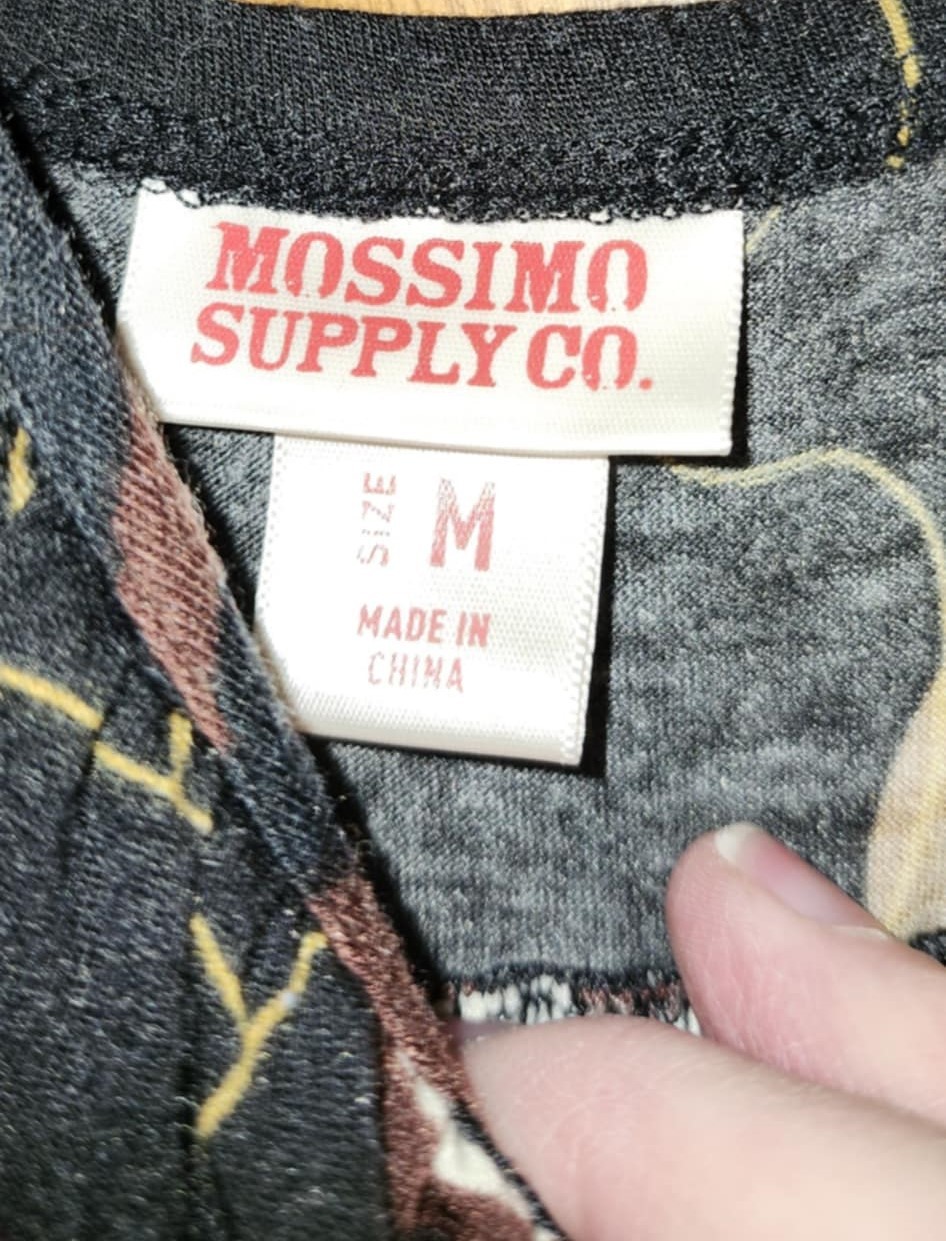 MOSSIMO
SUPPLY CO.
SIZE M
MADE IN
CHINA